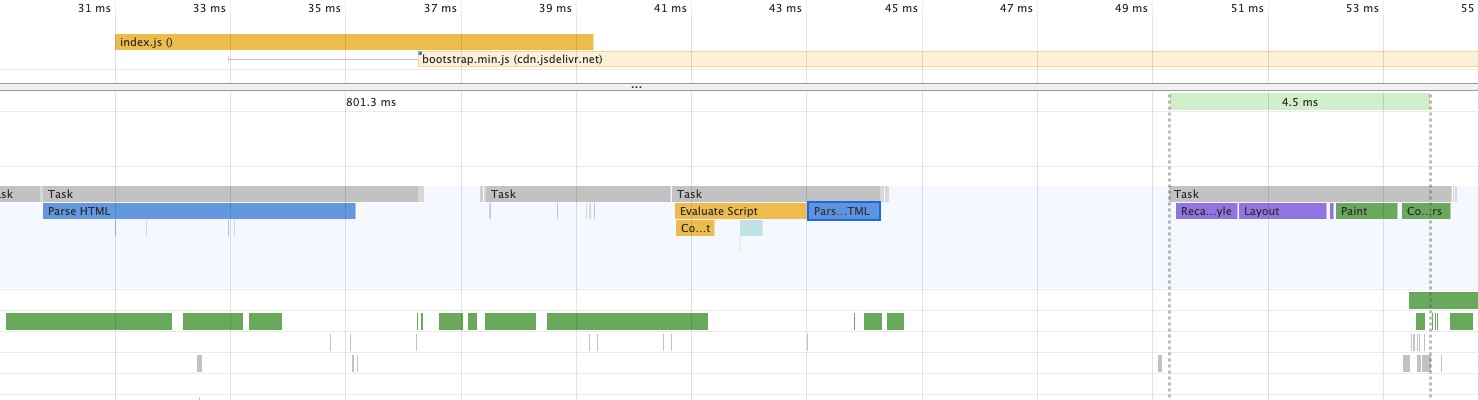 31 ms 33 ms 35 ms 37 ms 39 ms 41 ms 43 ms 45 ms 47 ms 49 ms 51 ms 53 ms 55
index.js ()
bootstrap.min.js (cdn.jsdelivr.net)
...
801.3 ms 4.5 ms
sk Task Task Task Task
Parse HTML Evaluate Script Pars…TML Reca…yle Layout Paint Co…rs
Co…t